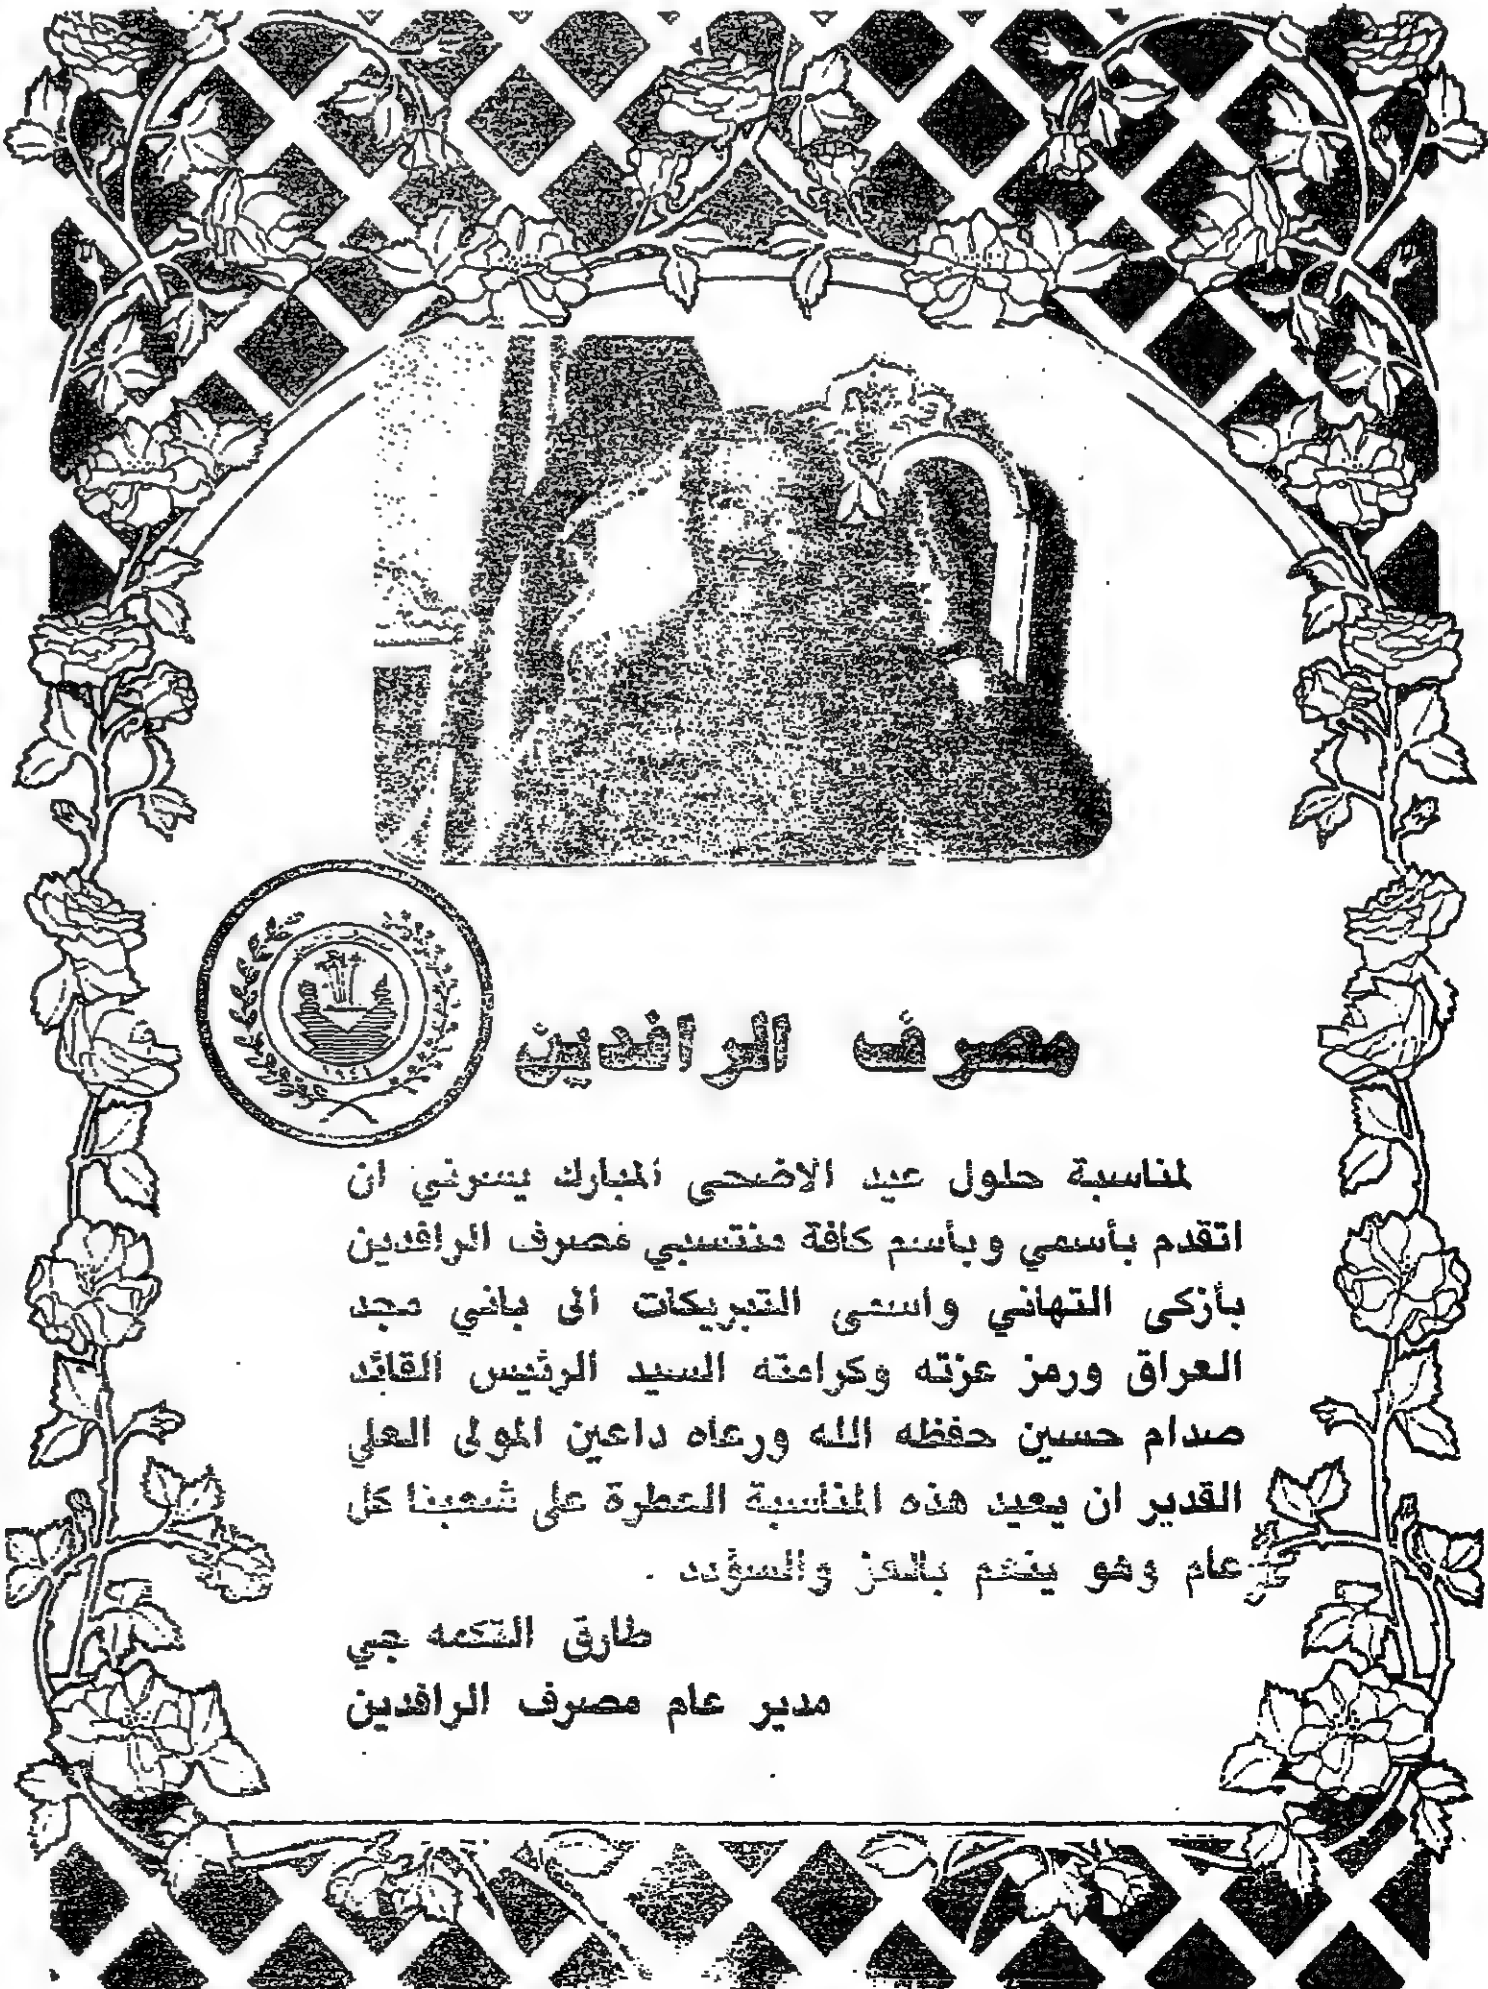 مصرف الرافدين
١٩٤١
لمناسبة حلول عيد الاضحى المبارك يسرني ان
اتقدم بأسمي وبأسم كافة منتسبي مصرف الرافدين
بأزكى التهاني واسمى التبريكات الى باني مجد
العراق ورمز عزته وكرامته السيد الرئيس القائد
صدام حسين حفظه الله ورعاه داعين المولى العلي
القدير ان يعيد هذه المناسبة العطرة على شعبنا كل
عام وهو ينعم بالعز والسؤدد .
طارق التكمه جي
مدير عام مصرف الرافدين